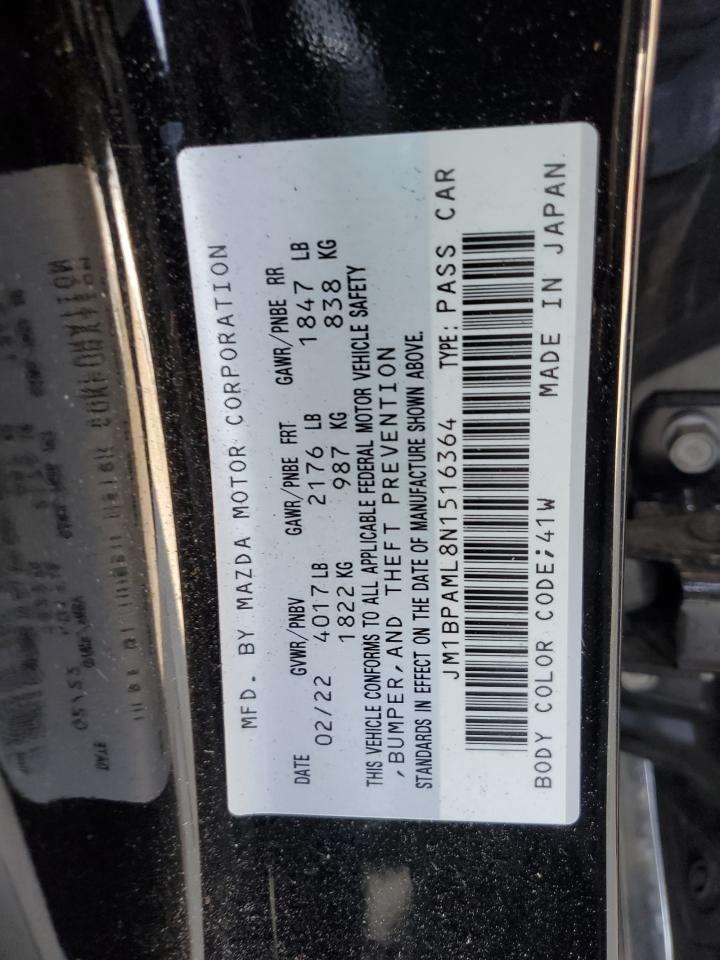 MFD. BY MAZDA MOTOR CORPORATION
DATE GVWR/PNBV GAWR/PNBE FRT GAWR/PNBE RR
02/22 4017 LB 2176 LB 1847 LB
1822 KG 987 KG 838 KG
THIS VEHICLE CONFORMS TO ALL APPLICABLE FEDERAL MOTOR VEHICLE SAFETY
,BUMPER,AND THEFT PREVENTION
STANDARDS IN EFFECT ON THE DATE OF MANUFACTURE SHOWN ABOVE.
JM1BPAML8N1516364 TYPE: PASS CAR
BODY COLOR CODE;41W MADE IN JAPAN